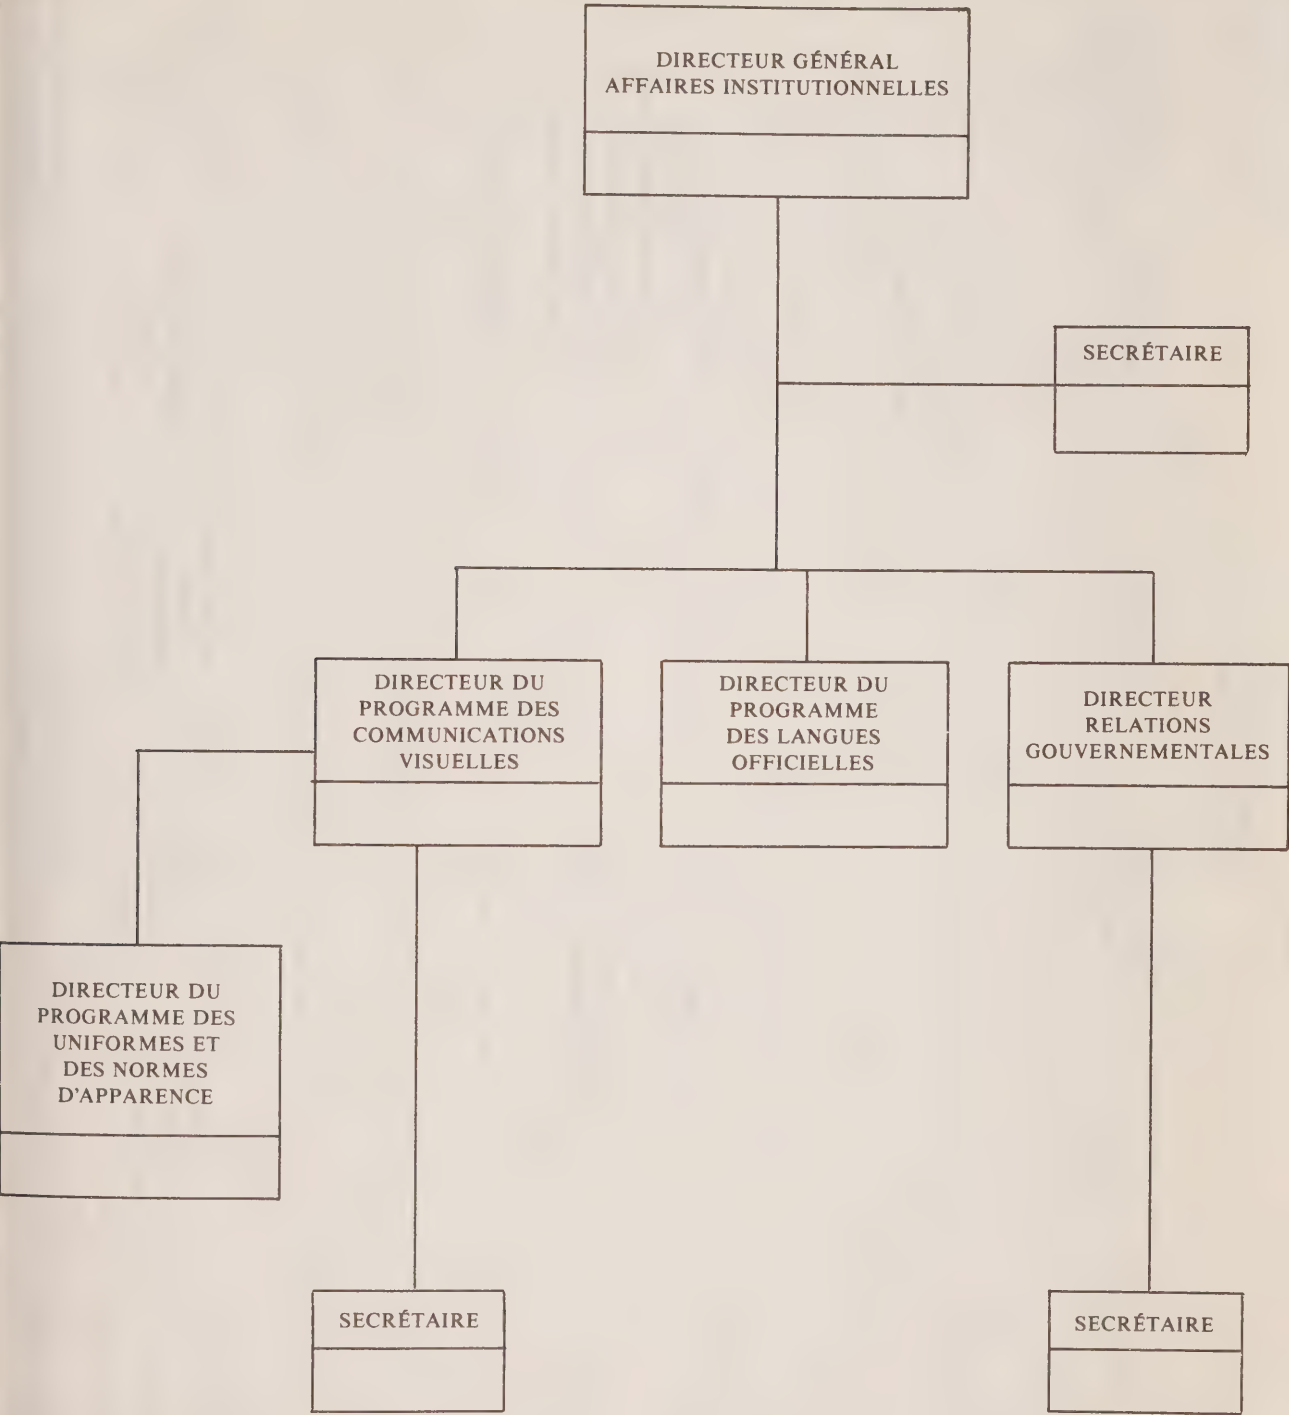 DIRECTEUR GÉNÉRAL
AFFAIRES INSTITUTIONNELLES
SECRÉTAIRE
DIRECTEUR DU
PROGRAMME DES
COMMUNICATIONS
VISUELLES
DIRECTEUR DU
PROGRAMME
DES LANGUES
OFFICIELLES
DIRECTEUR
RELATIONS
GOUVERNEMENTALES
DIRECTEUR DU
PROGRAMME DES
UNIFORMES ET
DES NORMES
D'APPARENCE
SECRÉTAIRE
SECRÉTAIRE